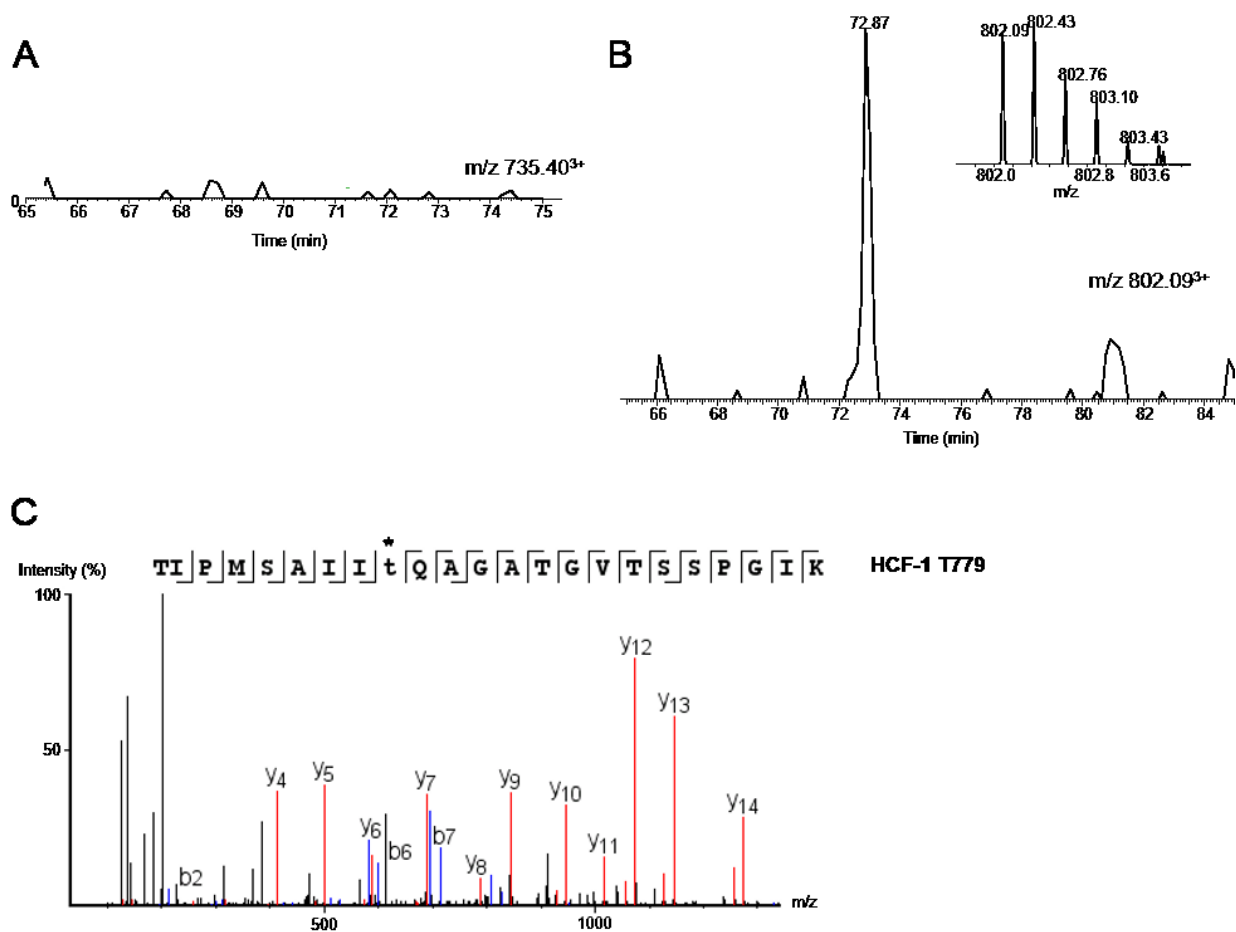 A
m/z 735.40³⁺
0
65 66 67 68 69 70 71 72 73 74 75
Time (min)
B
72.87
802.09 802.43
802.76
803.10
803.43
802.0 802.8 803.6
m/z
m/z 802.09³⁺
66 68 70 72 74 76 78 80 82 84
Time (min)
C
*
TIPMSAIItQAGATGVTSSPGIK
HCF-1 T779
Intensity (%)
100
50
b2
y4
y5
y6
b6
y7
b7
y8
y9
y10
y11
y12
y13
y14
500 1000
m/z